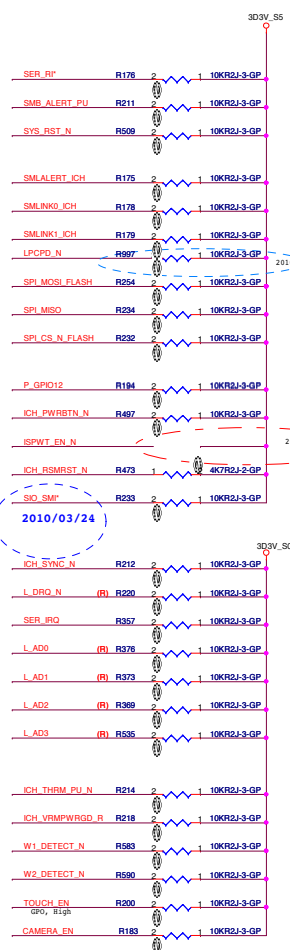 3D3V_S5
SER_RI* R176 2 1 10KR2J-3-GP
SMB_ALERT_PU R211 2 1 10KR2J-3-GP
SYS_RST_N R509 2 1 10KR2J-3-GP
SMLALERT_ICH R175 2 1 10KR2J-3-GP
SMLINK0_ICH R178 2 1 10KR2J-3-GP
SMLINK1_ICH R179 2 1 10KR2J-3-GP
LPCPD_N R997 2 1 10KR2J-3-GP
201
SPI_MOSI_FLASH R254 2 1 10KR2J-3-GP
SPI_MISO R234 2 1 10KR2J-3-GP
SPI_CS_N_FLASH R232 2 1 10KR2J-3-GP
P_GPIO12 R194 2 1 10KR2J-3-GP
ICH_PWRBTN_N R497 2 1 10KR2J-3-GP
ISPWT_EN_N
2
ICH_RSMRST_N R473 1 2 4K7R2J-2-GP
SIO_SMI* R233 2 1 10KR2J-3-GP
2010/03/24
3D3V_S0
ICH_SYNC_N R212 2 1 10KR2J-3-GP
L_DRQ_N (R) R220 2 1 10KR2J-3-GP
SER_IRQ R357 2 1 10KR2J-3-GP
L_AD0 (R) R376 2 1 10KR2J-3-GP
L_AD1 (R) R373 2 1 10KR2J-3-GP
L_AD2 (R) R369 2 1 10KR2J-3-GP
L_AD3 (R) R535 2 1 10KR2J-3-GP
ICH_THRM_PU_N R214 2 1 10KR2J-3-GP
ICH_VRMPWRGD_R R218 2 1 10KR2J-3-GP
W1_DETECT_N R583 2 1 10KR2J-3-GP
W2_DETECT_N R590 2 1 10KR2J-3-GP
TOUCH_EN R200 2 1 10KR2J-3-GP
GPO, High
CAMERA_EN R183 2 1 10KR2J-3-GP